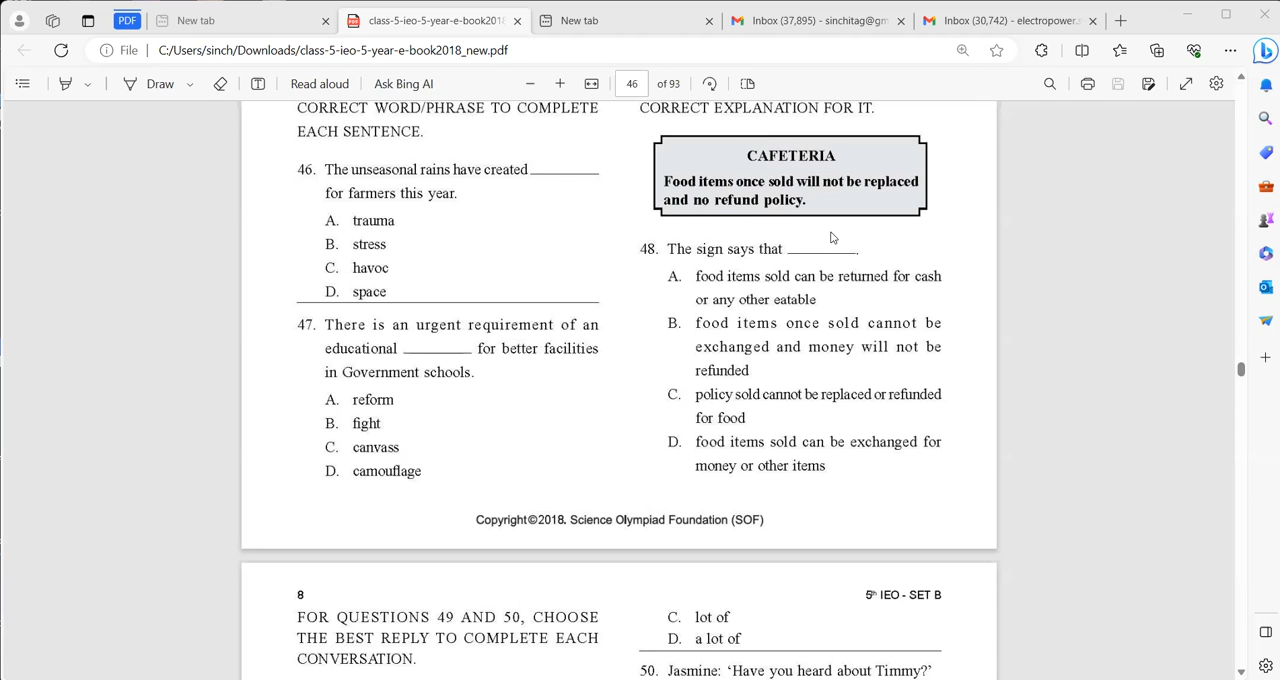 PDF
New tab
class-5-ieo-5-year-e-book2018
New tab
Inbox (37,895) - sinchitag@gm
Inbox (30,742) - electropower.s
File
C:/Users/sinch/Downloads/class-5-ieo-5-year-e-book2018_new.pdf
Draw
Read aloud
Ask Bing AI
46
of 93
CORRECT WORD/PHRASE TO COMPLETE
EACH SENTENCE.
46. The unseasonal rains have created ________
for farmers this year.
A. trauma
B. stress
C. havoc
D. space
47. There is an urgent requirement of an
educational ________ for better facilities
in Government schools.
A. reform
B. fight
C. canvass
D. camouflage
CORRECT EXPLANATION FOR IT.
CAFETERIA
Food items once sold will not be replaced
and no refund policy.
48. The sign says that ________.
A. food items sold can be returned for cash
or any other eatable
B. food items once sold cannot be
exchanged and money will not be
refunded
C. policy sold cannot be replaced or refunded
for food
D. food items sold can be exchanged for
money or other items
Copyright©2018. Science Olympiad Foundation (SOF)
8
5th IEO - SET B
FOR QUESTIONS 49 AND 50, CHOOSE
THE BEST REPLY TO COMPLETE EACH
CONVERSATION.
C. lot of
D. a lot of
50. Jasmine: ‘Have you heard about Timmy?’